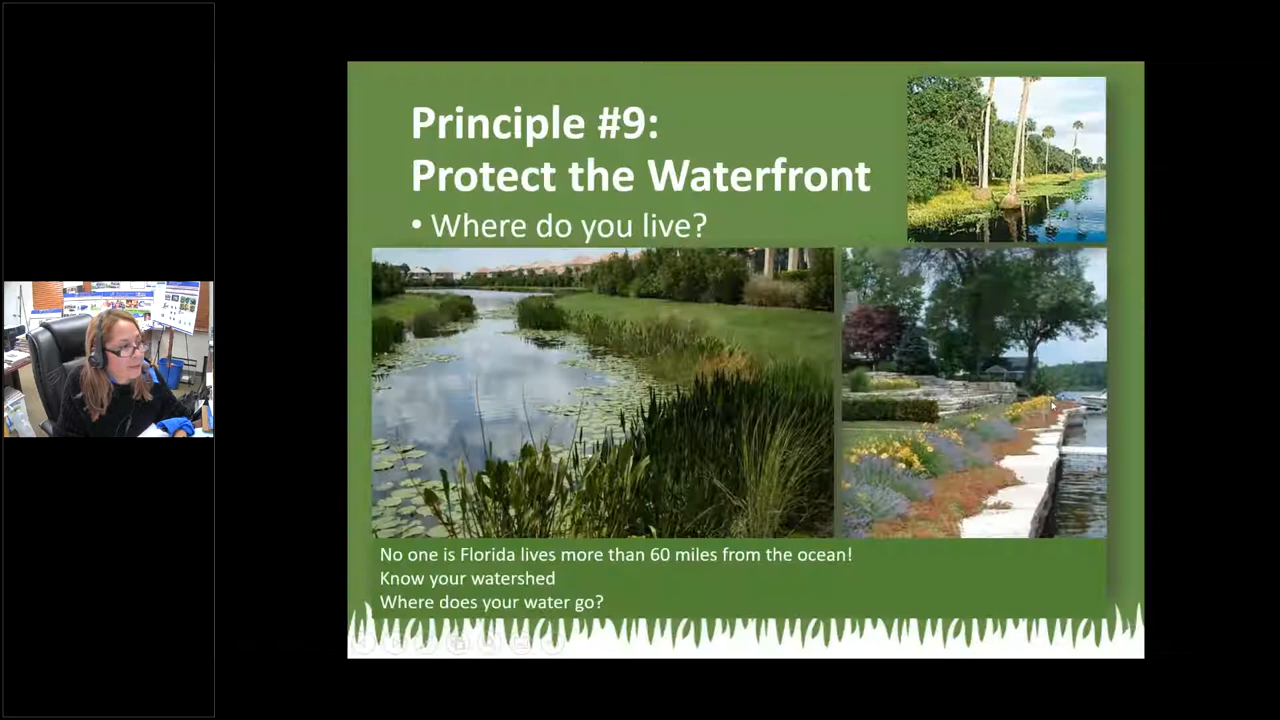 Principle #9:
Protect the Waterfront
• Where do you live?
No one is Florida lives more than 60 miles from the ocean!
Know your watershed
Where does your water go?